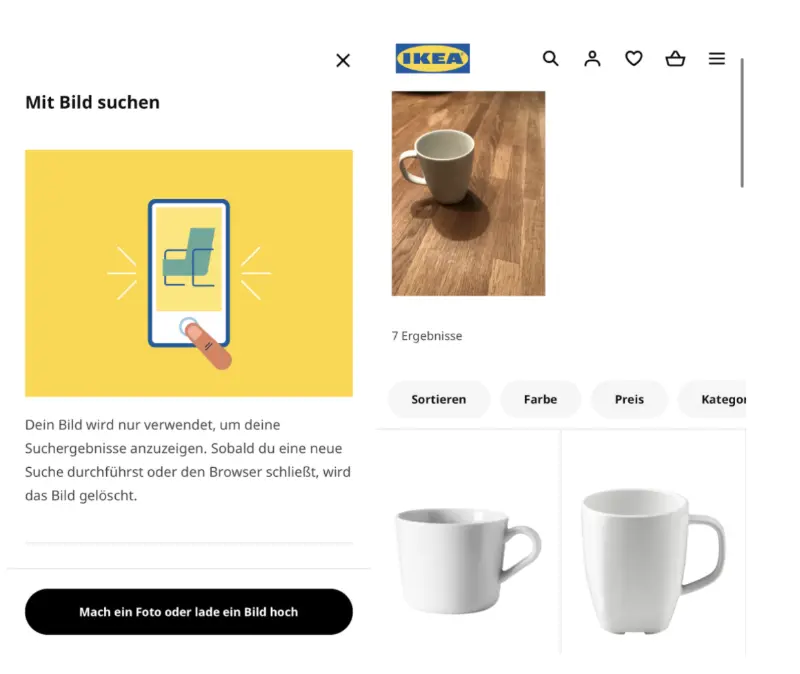 Mit Bild suchen
Dein Bild wird nur verwendet, um deine
Suchergebnisse anzuzeigen. Sobald du eine neue
Suche durchführst oder den Browser schließt, wird
das Bild gelöscht.
Mach ein Foto oder lade ein Bild hoch
IKEA
7 Ergebnisse
Sortieren
Farbe
Preis
Kategor